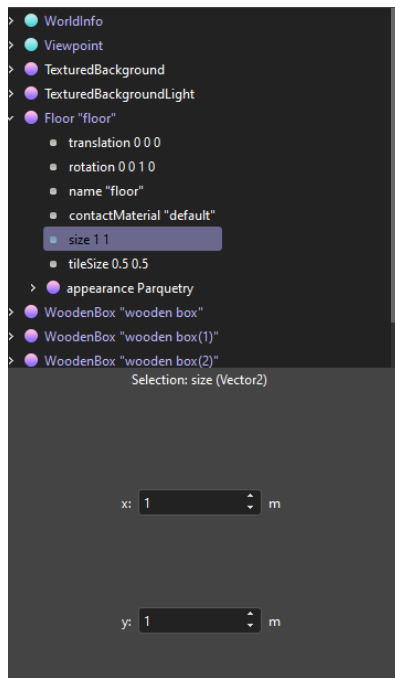 WorldInfo
Viewpoint
TexturedBackground
TexturedBackgroundLight
Floor "floor"
translation 0 0 0
rotation 0 0 1 0
name "floor"
contactMaterial "default"
size 1 1
tileSize 0.5 0.5
appearance Parquetry
WoodenBox "wooden box"
WoodenBox "wooden box(1)"
WoodenBox "wooden box(2)"
Selection: size (Vector2)
x: 1 m
y: 1 m